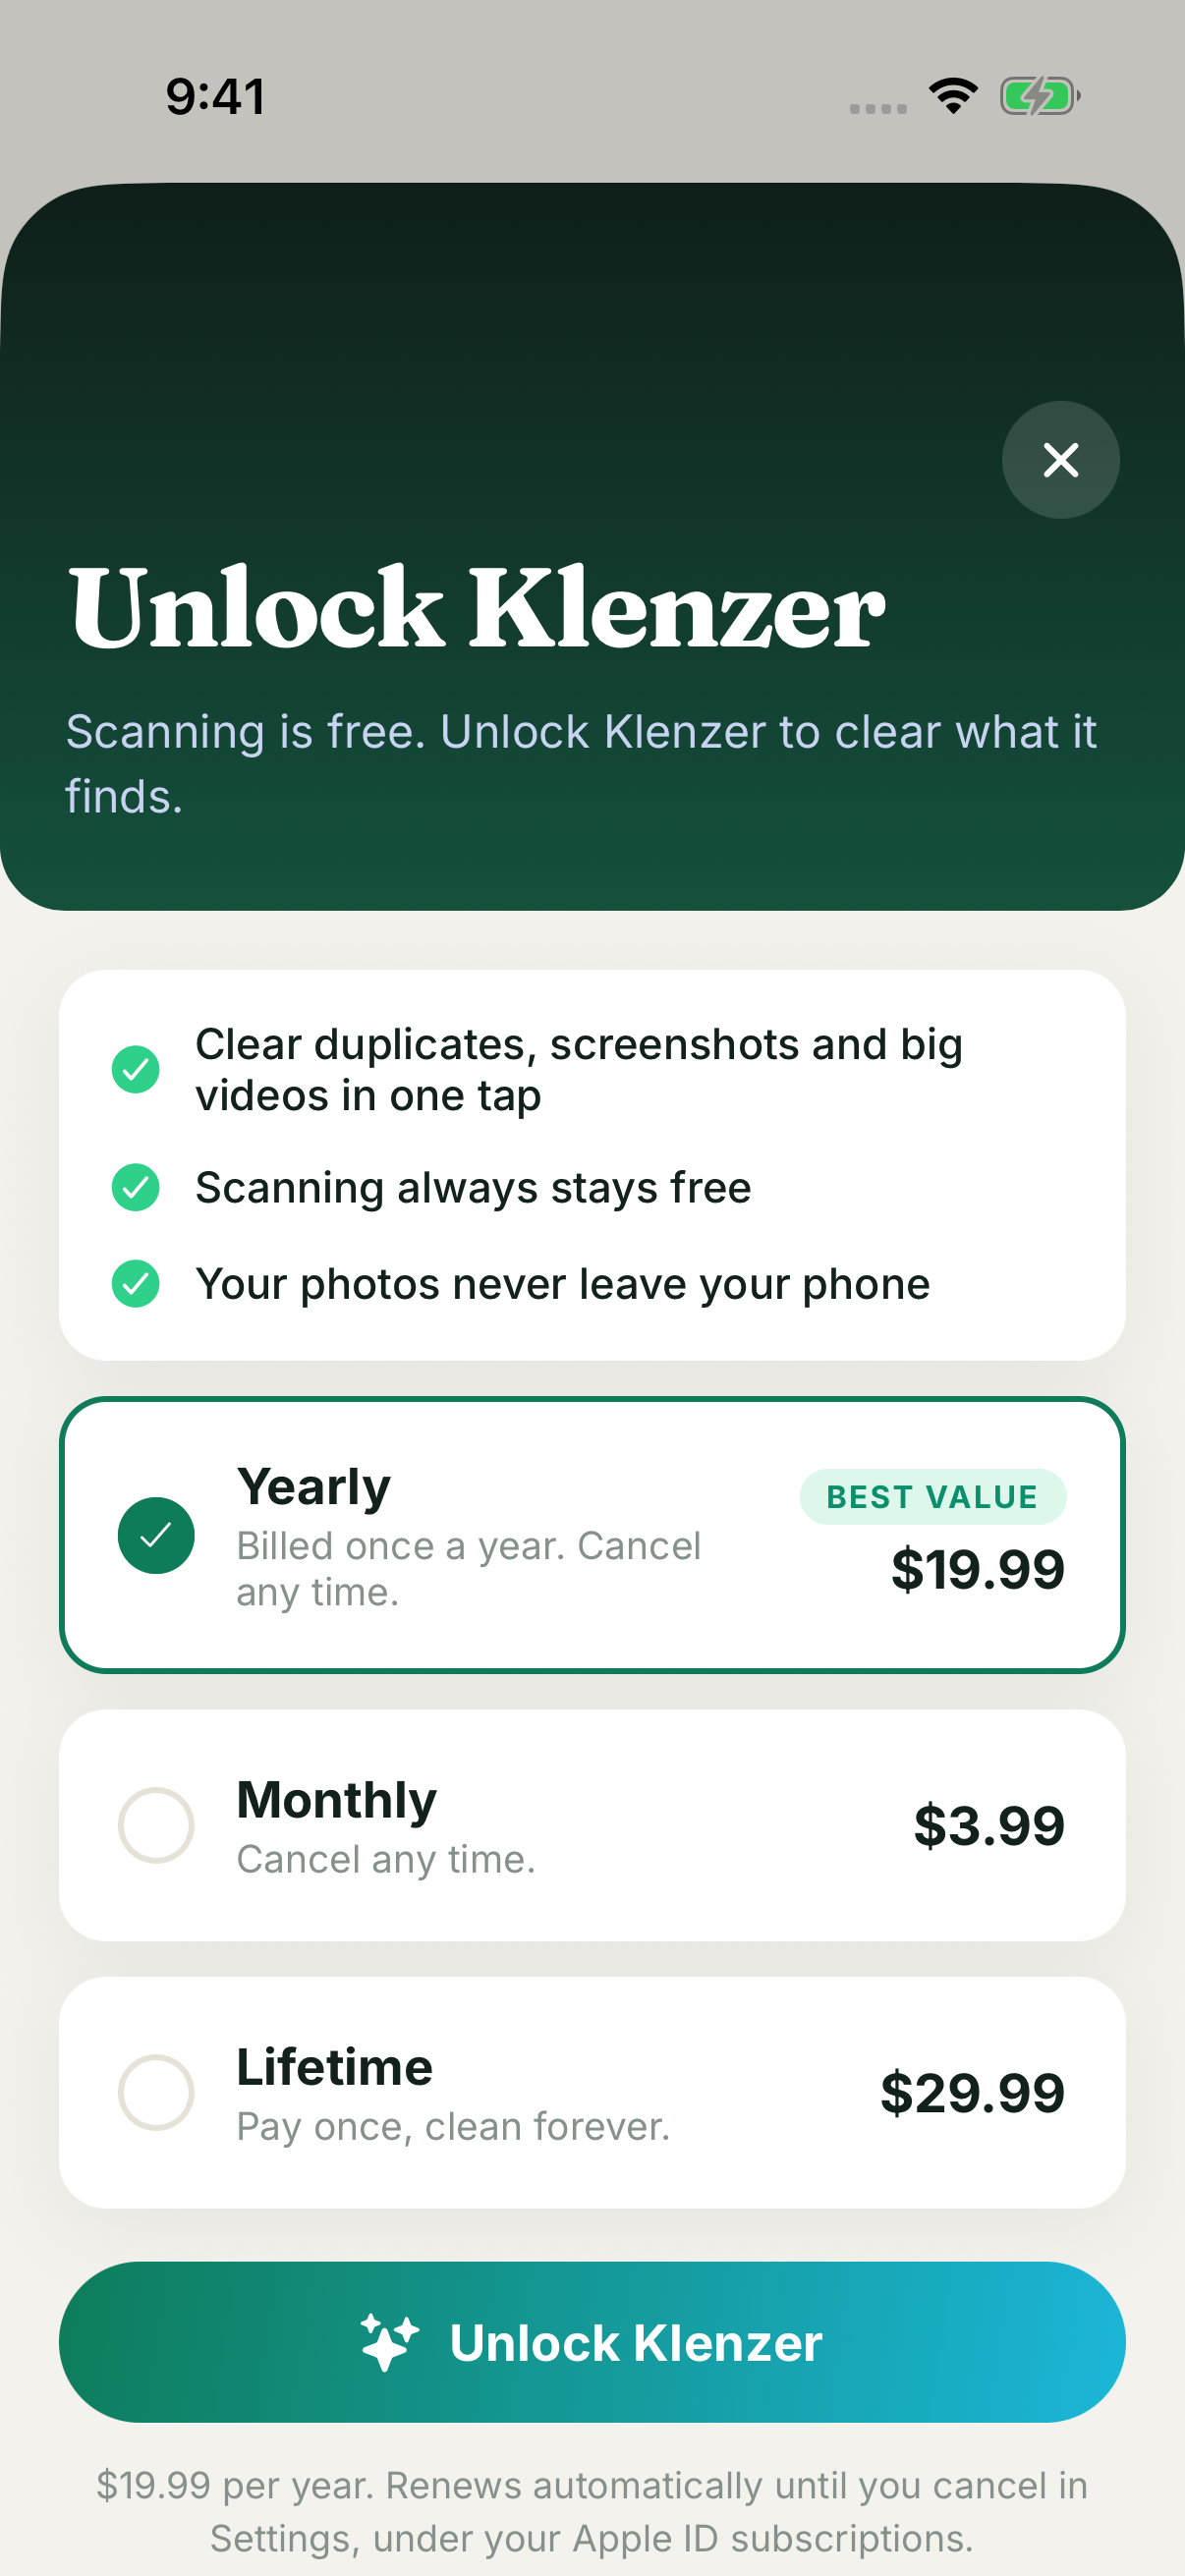 9:41
Unlock Klenzer
Scanning is free. Unlock Klenzer to clear what it
finds.
Clear duplicates, screenshots and big
videos in one tap
Scanning always stays free
Your photos never leave your phone
Yearly
Billed once a year. Cancel
any time.
BEST VALUE
$19.99
Monthly
Cancel any time.
$3.99
Lifetime
Pay once, clean forever.
$29.99
Unlock Klenzer
$19.99 per year. Renews automatically until you cancel in
Settings, under your Apple ID subscriptions.